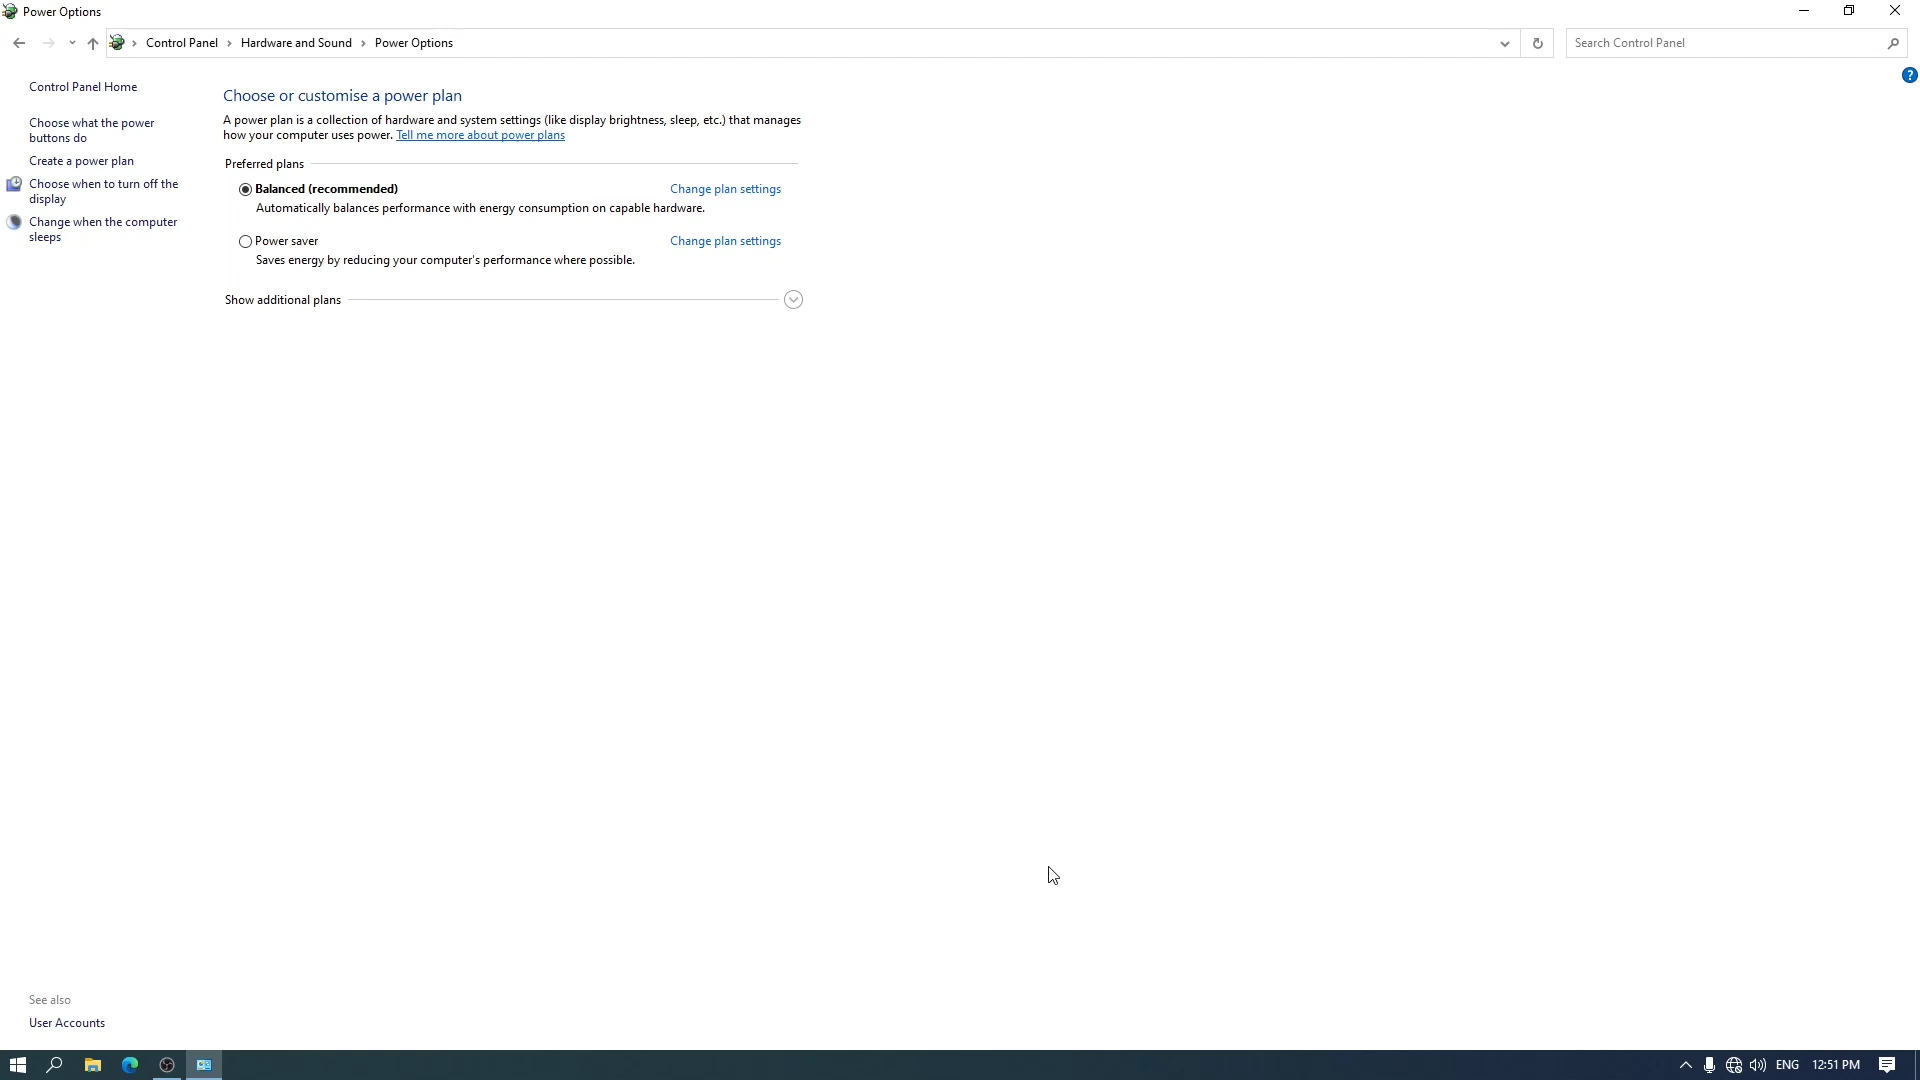 Power Options
Control Panel > Hardware and Sound > Power Options
Search Control Panel
?
Control Panel Home
Choose what the power
buttons do
Create a power plan
Choose when to turn off the
display
Change when the computer
sleeps
Choose or customise a power plan
A power plan is a collection of hardware and system settings (like display brightness, sleep, etc.) that manages
how your computer uses power. Tell me more about power plans
Preferred plans
Balanced (recommended) Change plan settings
Automatically balances performance with energy consumption on capable hardware.
Power saver Change plan settings
Saves energy by reducing your computer's performance where possible.
Show additional plans
See also
User Accounts
ENG 12:51 PM